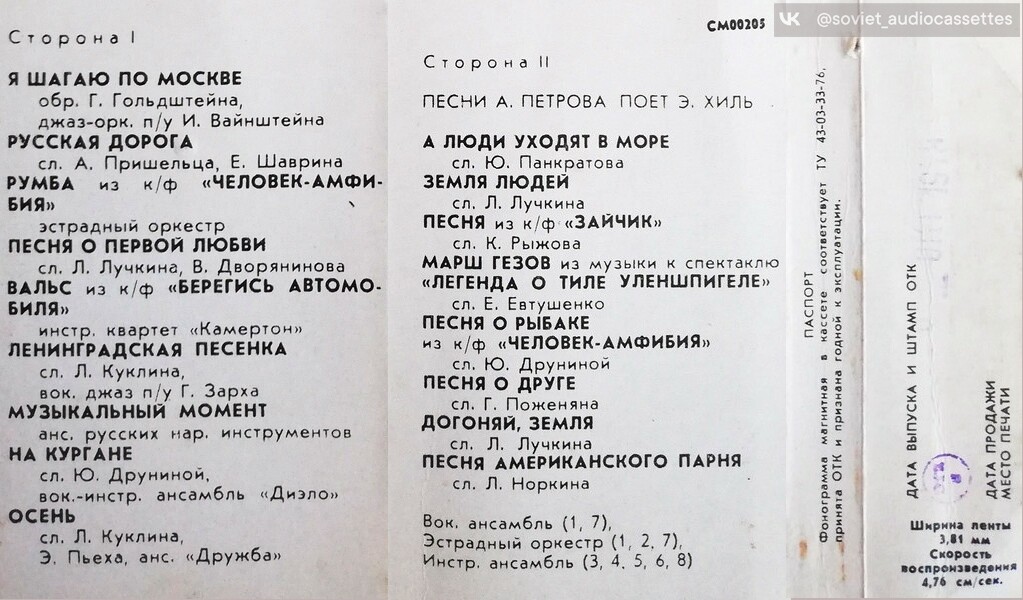 Сторона I
Я ШАГАЮ ПО МОСКВЕ
обр. Г. Гольдштейна,
джаз-орк. п/у И. Вайнштейна
РУССКАЯ ДОРОГА
сл. А. Пришельца, Е. Шаврина
РУМБА из к/ф «ЧЕЛОВЕК-АМФИ-
БИЯ»
эстрадный оркестр
ПЕСНЯ О ПЕРВОЙ ЛЮБВИ
сл. Л. Лучкина, В. Дворянинова
ВАЛЬС из к/ф «БЕРЕГИСЬ АВТОМО-
БИЛЯ»
инстр. квартет «Камертон»
ЛЕНИНГРАДСКАЯ ПЕСЕНКА
сл. Л. Куклина,
вок. джаз п/у Г. Зарха
МУЗЫКАЛЬНЫЙ МОМЕНТ
анс. русских нар. инструментов
НА КУРГАНЕ
сл. Ю. Друниной,
вок.-инстр. ансамбль «Диэло»
ОСЕНЬ
сл. Л. Куклина,
Э. Пьеха, анс. «Дружба»
СМ00205
Сторона II
ПЕСНИ А. ПЕТРОВА ПОЕТ Э. ХИЛЬ
А ЛЮДИ УХОДЯТ В МОРЕ
сл. Ю. Панкратова
ЗЕМЛЯ ЛЮДЕЙ
сл. Л. Лучкина
ПЕСНЯ из к/ф «ЗАЙЧИК»
сл. К. Рыжова
МАРШ ГЕЗОВ из музыки к спектаклю
«ЛЕГЕНДА О ТИЛЕ УЛЕНШПИГЕЛЕ»
сл. Е. Евтушенко
ПЕСНЯ О РЫБАКЕ
из к/ф «ЧЕЛОВЕК-АМФИБИЯ»
сл. Ю. Друниной
ПЕСНЯ О ДРУГЕ
сл. Г. Поженяна
ДОГОНЯЙ, ЗЕМЛЯ
сл. Л. Лучкина
ПЕСНЯ АМЕРИКАНСКОГО ПАРНЯ
сл. Л. Норкина
Вок. ансамбль (1, 7),
Эстрадный оркестр (1, 2, 7),
Инстр. ансамбль (3, 4, 5, 6, 8)
ПАСПОРТ
Фонограмма магнитная в кассете соответствует ТУ 43-03-33-76,
принята ОТК и признана годной к эксплуатации.
ДАТА ВЫПУСКА И ШТАМП ОТК
ДАТА ПРОДАЖИ
МЕСТО ПЕЧАТИ
Ширина ленты
3,81 мм
Скорость
воспроизведения
4,76 см/сек.
@soviet_audiocassettes